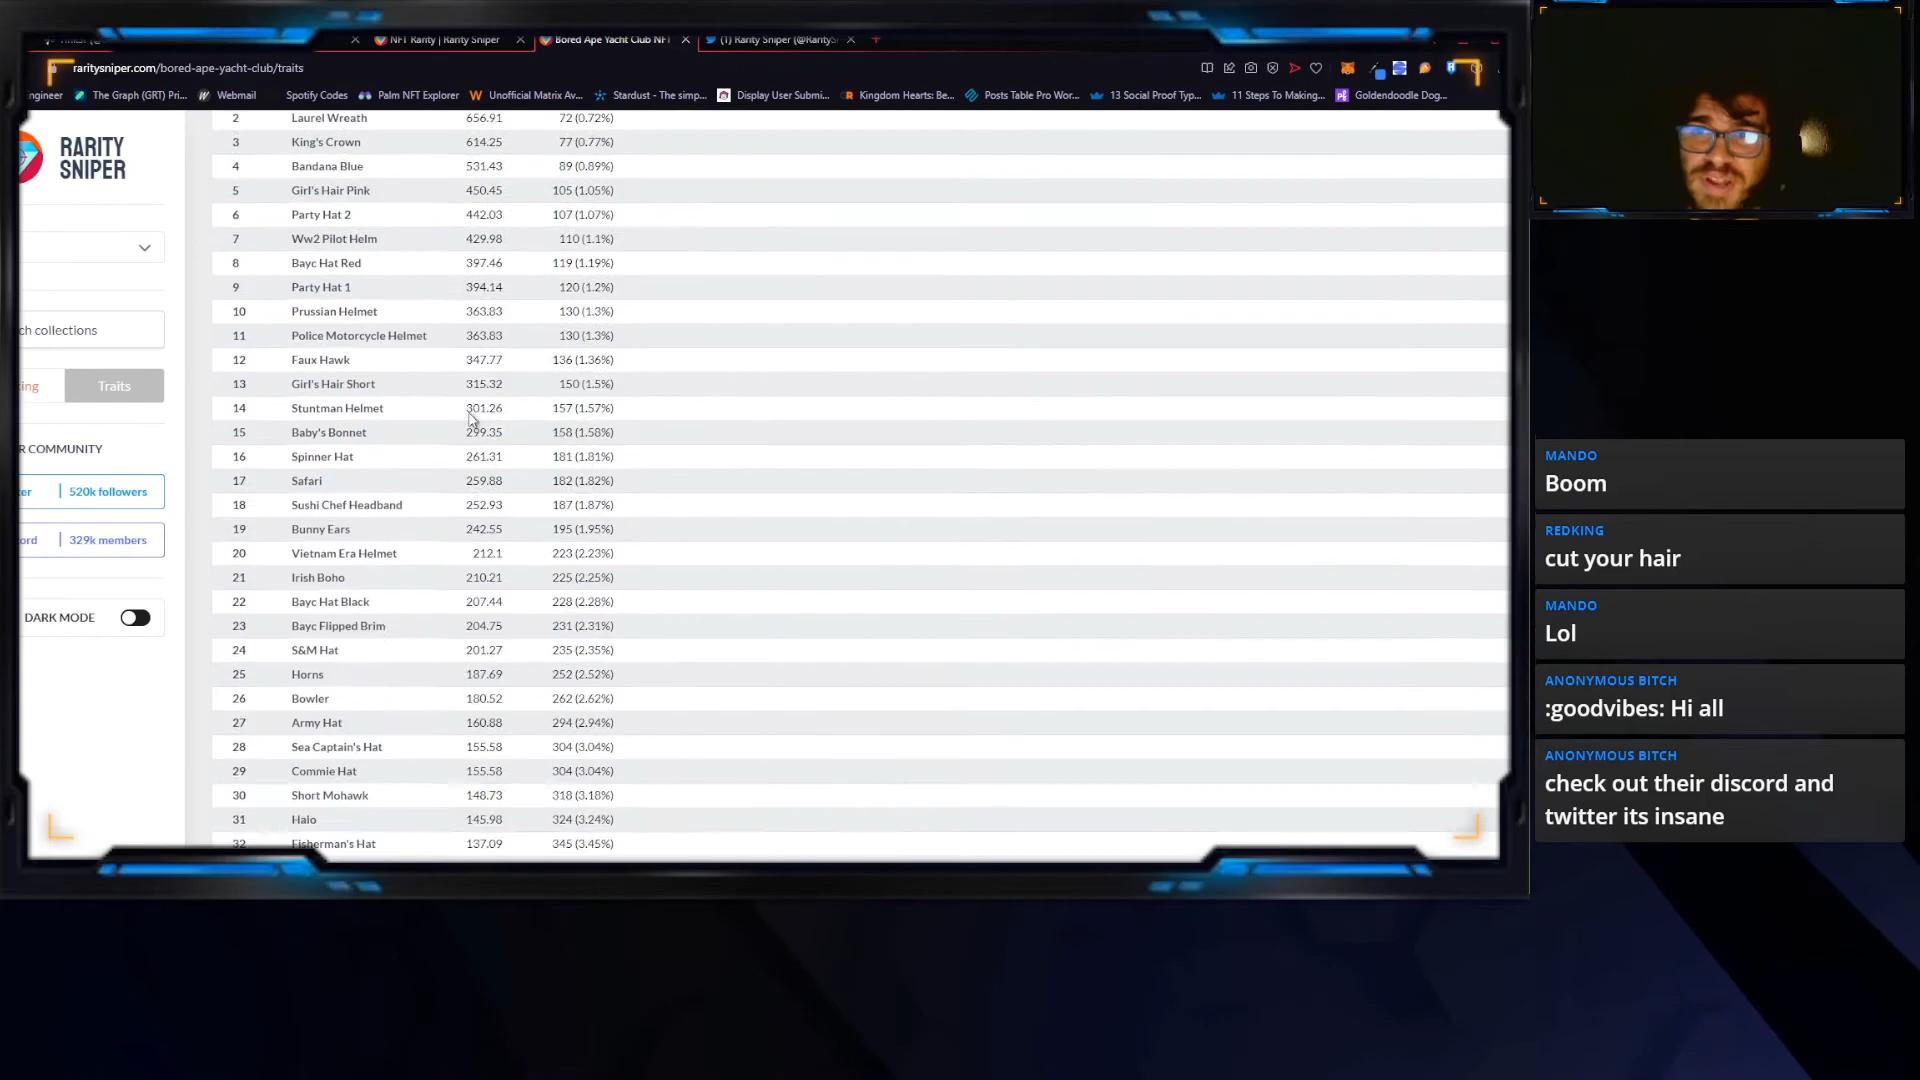 NFT Rarity | Rarity Sniper
Bored Ape Yacht Club NFT
(1) Rarity Sniper (@RarityS
raritysniper.com/bored-ape-yacht-club/traits
ngineer
The Graph (GRT) Pri...
Webmail
Spotify Codes
Palm NFT Explorer
Unofficial Matrix Av...
Stardust - The simp...
Display User Submi...
Kingdom Hearts: Be...
Posts Table Pro Wor...
13 Social Proof Typ...
11 Steps To Making...
Goldendoodle Dog...
RARITY
SNIPER
ch collections
ing
Traits
R COMMUNITY
ter | 520k followers
ord | 329k members
DARK MODE
2 Laurel Wreath 656.91 72 (0.72%)
3 King's Crown 614.25 77 (0.77%)
4 Bandana Blue 531.43 89 (0.89%)
5 Girl's Hair Pink 450.45 105 (1.05%)
6 Party Hat 2 442.03 107 (1.07%)
7 Ww2 Pilot Helm 429.98 110 (1.1%)
8 Bayc Hat Red 397.46 119 (1.19%)
9 Party Hat 1 394.14 120 (1.2%)
10 Prussian Helmet 363.83 130 (1.3%)
11 Police Motorcycle Helmet 363.83 130 (1.3%)
12 Faux Hawk 347.77 136 (1.36%)
13 Girl's Hair Short 315.32 150 (1.5%)
14 Stuntman Helmet 301.26 157 (1.57%)
15 Baby's Bonnet 299.35 158 (1.58%)
16 Spinner Hat 261.31 181 (1.81%)
17 Safari 259.88 182 (1.82%)
18 Sushi Chef Headband 252.93 187 (1.87%)
19 Bunny Ears 242.55 195 (1.95%)
20 Vietnam Era Helmet 212.1 223 (2.23%)
21 Irish Boho 210.21 225 (2.25%)
22 Bayc Hat Black 207.44 228 (2.28%)
23 Bayc Flipped Brim 204.75 231 (2.31%)
24 S&M Hat 201.27 235 (2.35%)
25 Horns 187.69 252 (2.52%)
26 Bowler 180.52 262 (2.62%)
27 Army Hat 160.88 294 (2.94%)
28 Sea Captain's Hat 155.58 304 (3.04%)
29 Commie Hat 155.58 304 (3.04%)
30 Short Mohawk 148.73 318 (3.18%)
31 Halo 145.98 324 (3.24%)
32 Fisherman's Hat 137.09 345 (3.45%)
MANDO
Boom
REDKING
cut your hair
MANDO
Lol
ANONYMOUS BITCH
:goodvibes: Hi all
ANONYMOUS BITCH
check out their discord and
twitter its insane